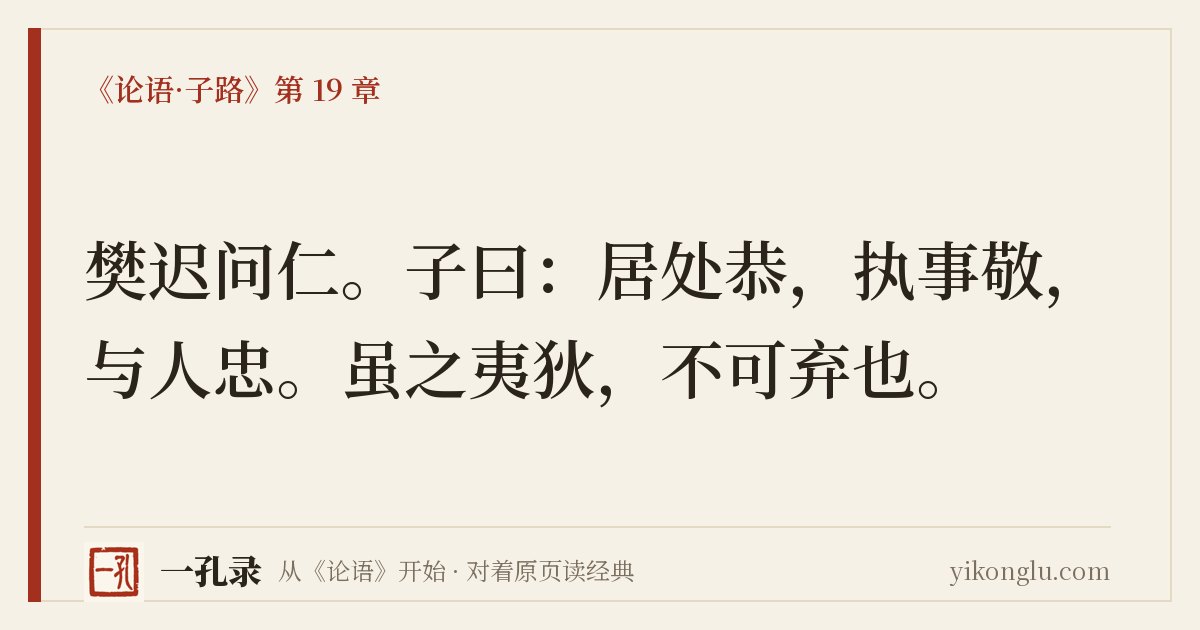 《论语·子路》第 19 章
樊迟问仁。子曰：居处恭，执事敬，
与人忠。虽之夷狄，不可弃也。
一孔
一孔录 从《论语》开始 · 对着原页读经典 yikonglu.com